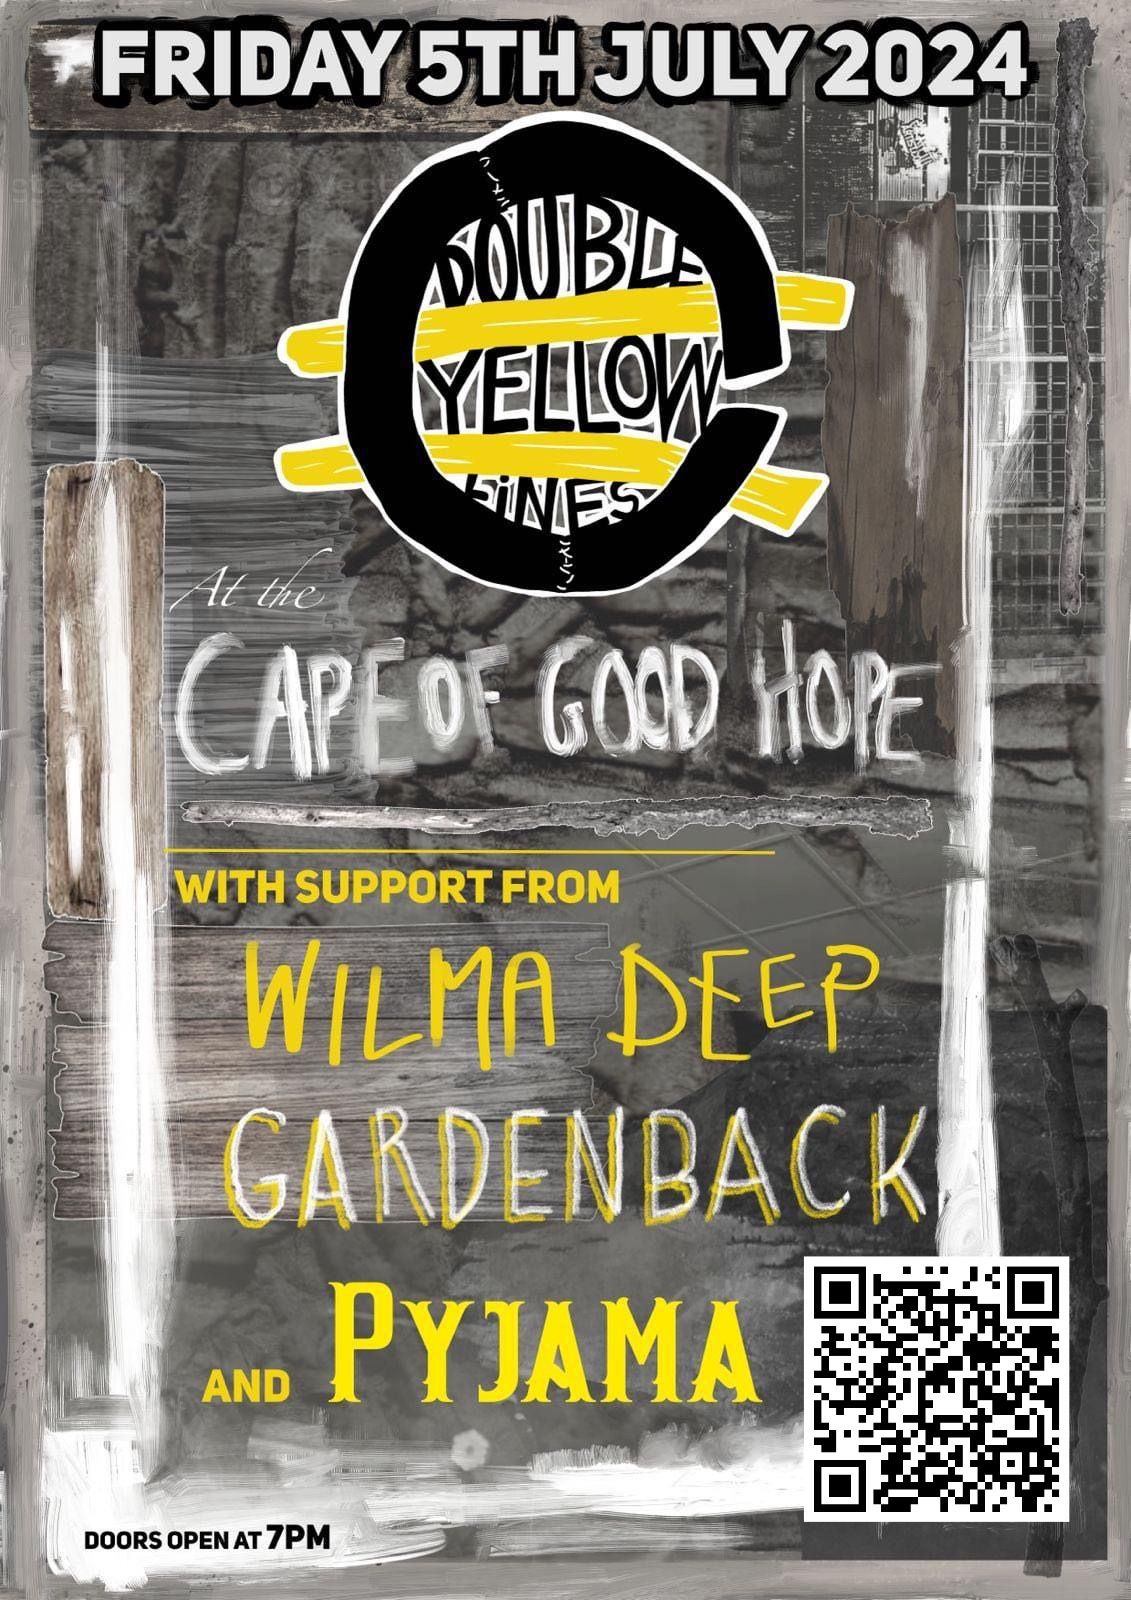 FRIDAY 5TH JULY 2024
DOUBLE
YELLOW
LINES
At the
CAPE OF GOOD HOPE
WITH SUPPORT FROM
WILMA DEEP
GARDENBACK
AND PYJAMA
DOORS OPEN AT 7PM